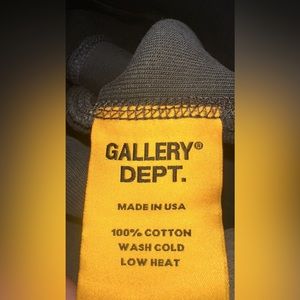 GALLERY®
DEPT.
MADE IN USA
100% COTTON
WASH COLD
LOW HEAT